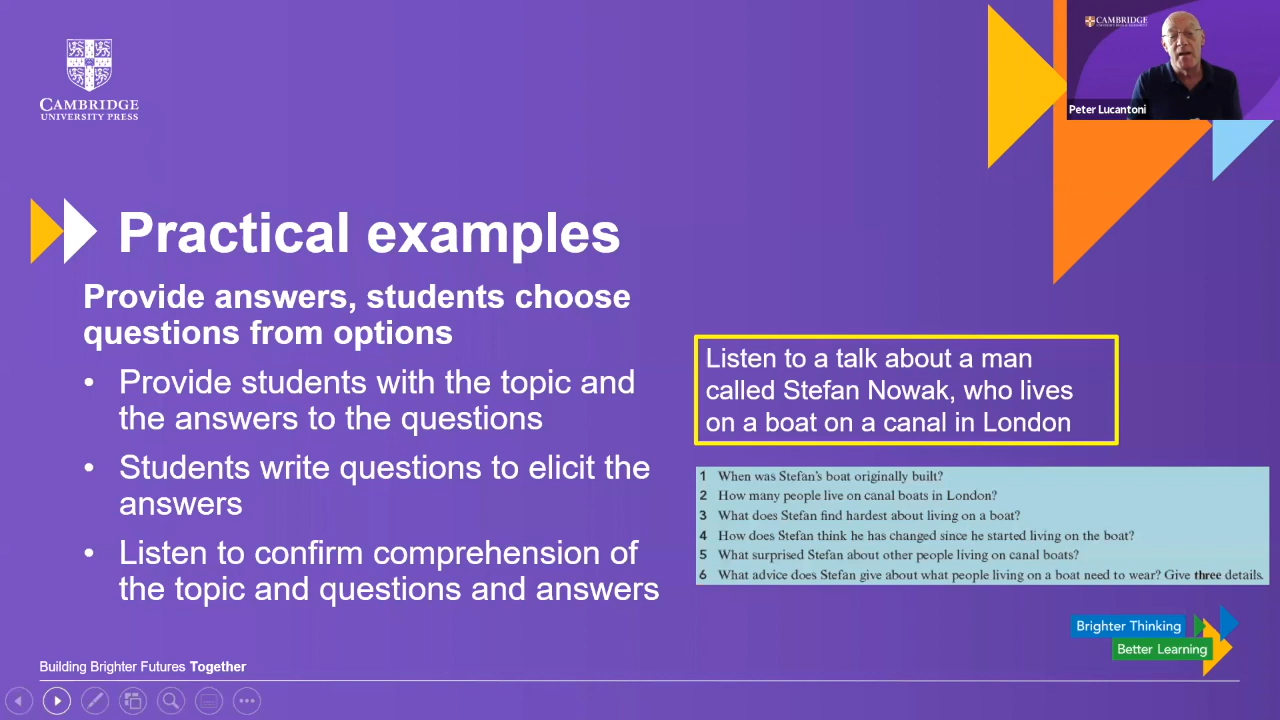 CAMBRIDGE
UNIVERSITY PRESS
CAMBRIDGE
Peter Lucantoni
Practical examples
Provide answers, students choose
questions from options
• Provide students with the topic and
the answers to the questions
• Students write questions to elicit the
answers
• Listen to confirm comprehension of
the topic and questions and answers
Listen to a talk about a man
called Stefan Nowak, who lives
on a boat on a canal in London
1 When was Stefan's boat originally built?
2 How many people live on canal boats in London?
3 What does Stefan find hardest about living on a boat?
4 How does Stefan think he has changed since he started living on the boat?
5 What surprised Stefan about other people living on canal boats?
6 What advice does Stefan give about what people living on a boat need to wear? Give three details.
Brighter Thinking
Better Learning
Building Brighter Futures Together